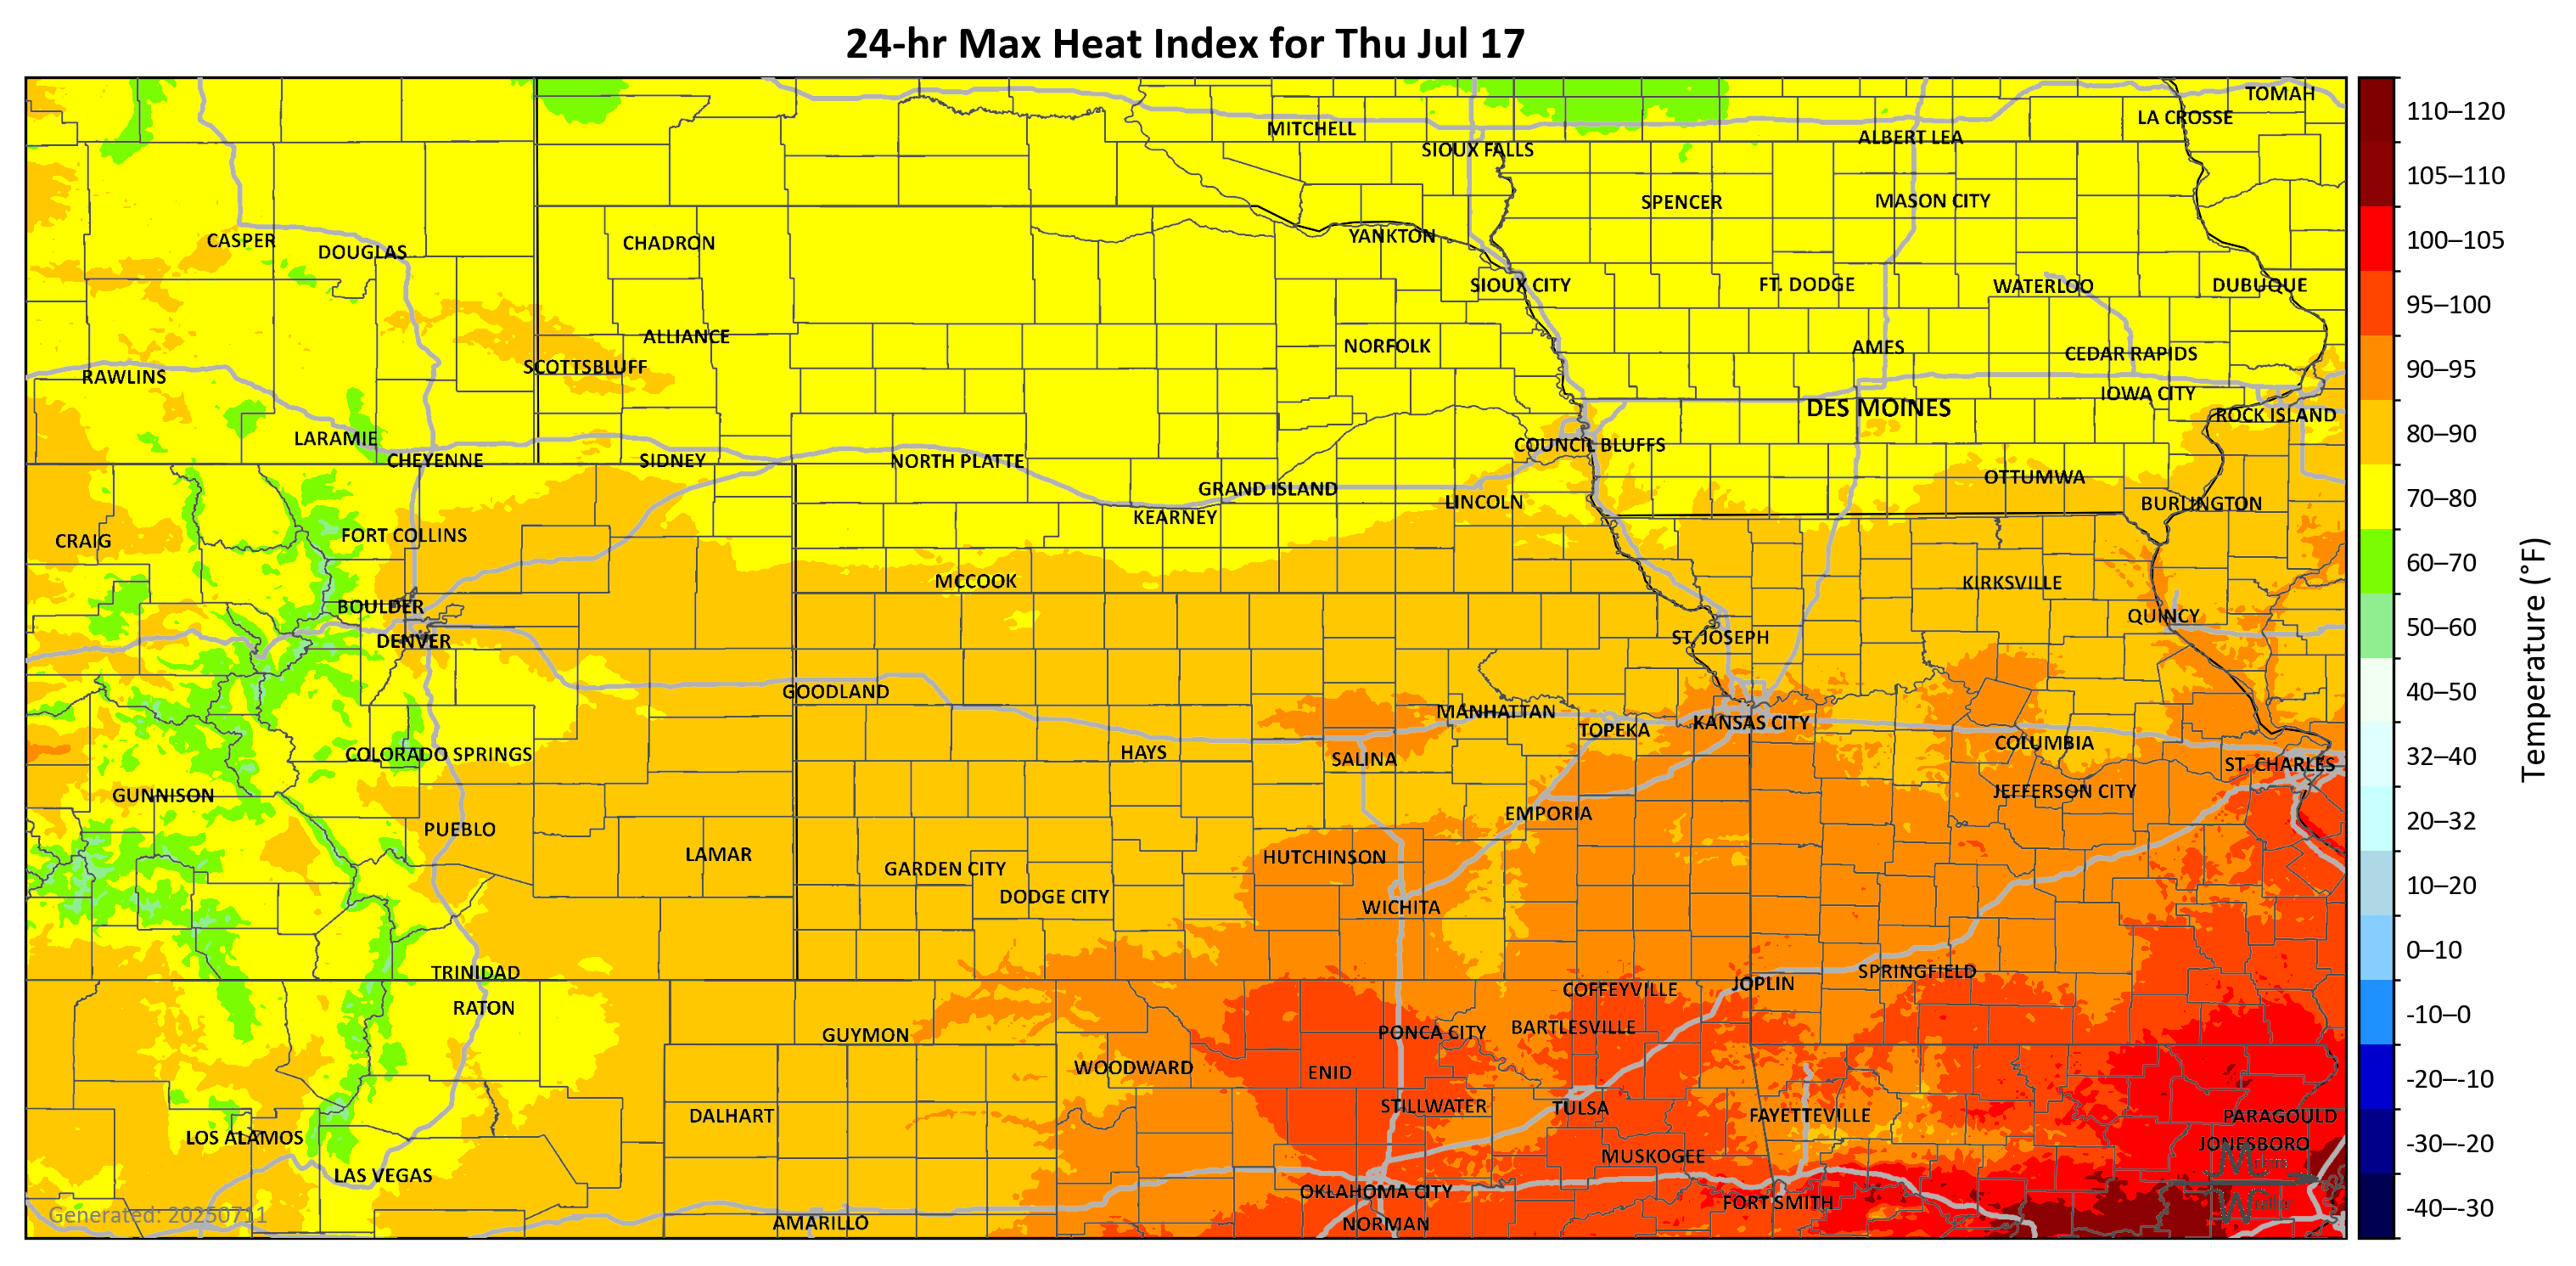 24-hr Max Heat Index for Thu Jul 17
TOMAH
LA CROSSE
MITCHELL
ALBERT LEA
SIOUX FALLS
SPENCER
MASON CITY
CASPER
DOUGLAS
CHADRON
YANKTON
SIOUX CITY
FT. DODGE
WATERLOO
DUBUQUE
ALLIANCE
NORFOLK
AMES
CEDAR RAPIDS
SCOTTSBLUFF
RAWLINS
IOWA CITY
DES MOINES
ROCK ISLAND
LARAMIE
COUNCIL BLUFFS
CHEYENNE
SIDNEY
NORTH PLATTE
OTTUMWA
GRAND ISLAND
LINCOLN
BURLINGTON
KEARNEY
FORT COLLINS
CRAIG
MCCOOK
KIRKSVILLE
BOULDER
QUINCY
ST. JOSEPH
DENVER
GOODLAND
MANHATTAN
KANSAS CITY
TOPEKA
COLUMBIA
HAYS
COLORADO SPRINGS
SALINA
ST. CHARLES
JEFFERSON CITY
GUNNISON
EMPORIA
PUEBLO
LAMAR
HUTCHINSON
GARDEN CITY
DODGE CITY
WICHITA
TRINIDAD
SPRINGFIELD
JOPLIN
COFFEYVILLE
RATON
BARTLESVILLE
PONCA CITY
GUYMON
WOODWARD
ENID
STILLWATER
TULSA
DALHART
FAYETTEVILLE
PARAGOULD
LOS ALAMOS
JONESBORO
MUSKOGEE
LAS VEGAS
OKLAHOMA CITY
FORT SMITH
AMARILLO
NORMAN
Generated: 20250711
110–120
105–110
100–105
95–100
90–95
80–90
70–80
60–70
50–60
40–50
32–40
20–32
10–20
0–10
-10–0
-20–-10
-30–-20
-40–-30
Temperature (°F)